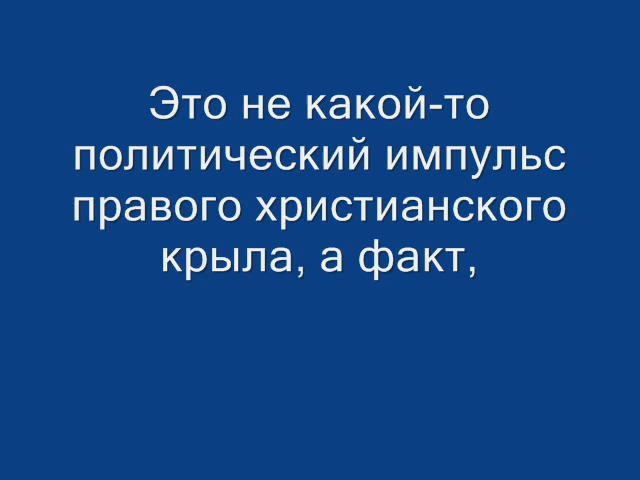 Это не какой-то
политический импульс
правого христианского
крыла, а факт,